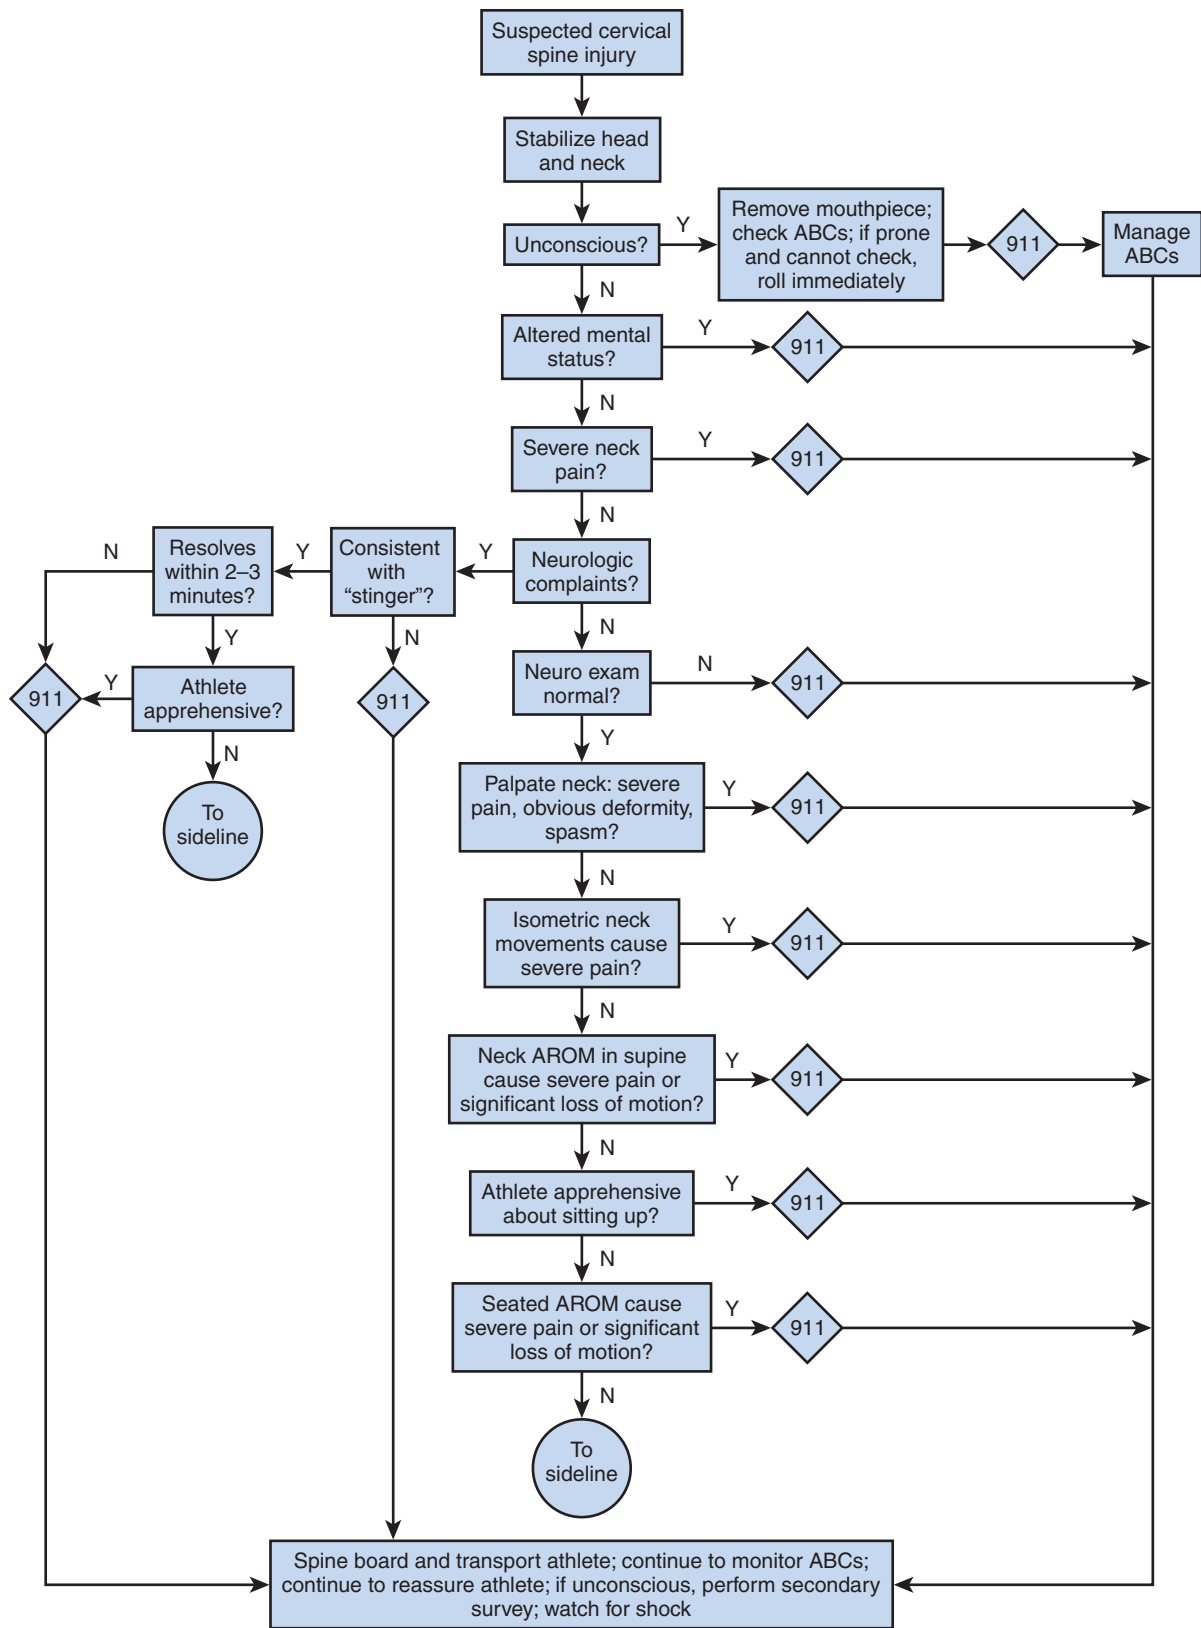 Suspected cervical
spine injury
Stabilize head
and neck
Unconscious?
Y
Remove mouthpiece;
check ABCs; if prone
and cannot check,
roll immediately
911
Manage
ABCs
N
Altered mental
status?
Y
911
N
Severe neck
pain?
Y
911
N
Neurologic
complaints?
Y
Consistent
with
“stinger”?
Y
Resolves
within 2–3
minutes?
N
911
Y
Athlete
apprehensive?
Y
N
To
sideline
N
911
N
Neuro exam
normal?
N
911
Y
Palpate neck: severe
pain, obvious deformity,
spasm?
Y
911
N
Isometric neck
movements cause
severe pain?
Y
911
N
Neck AROM in supine
cause severe pain or
significant loss of motion?
Y
911
N
Athlete apprehensive
about sitting up?
Y
911
N
Seated AROM cause
severe pain or significant
loss of motion?
Y
911
N
To
sideline
Spine board and transport athlete; continue to monitor ABCs;
continue to reassure athlete; if unconscious, perform secondary
survey; watch for shock